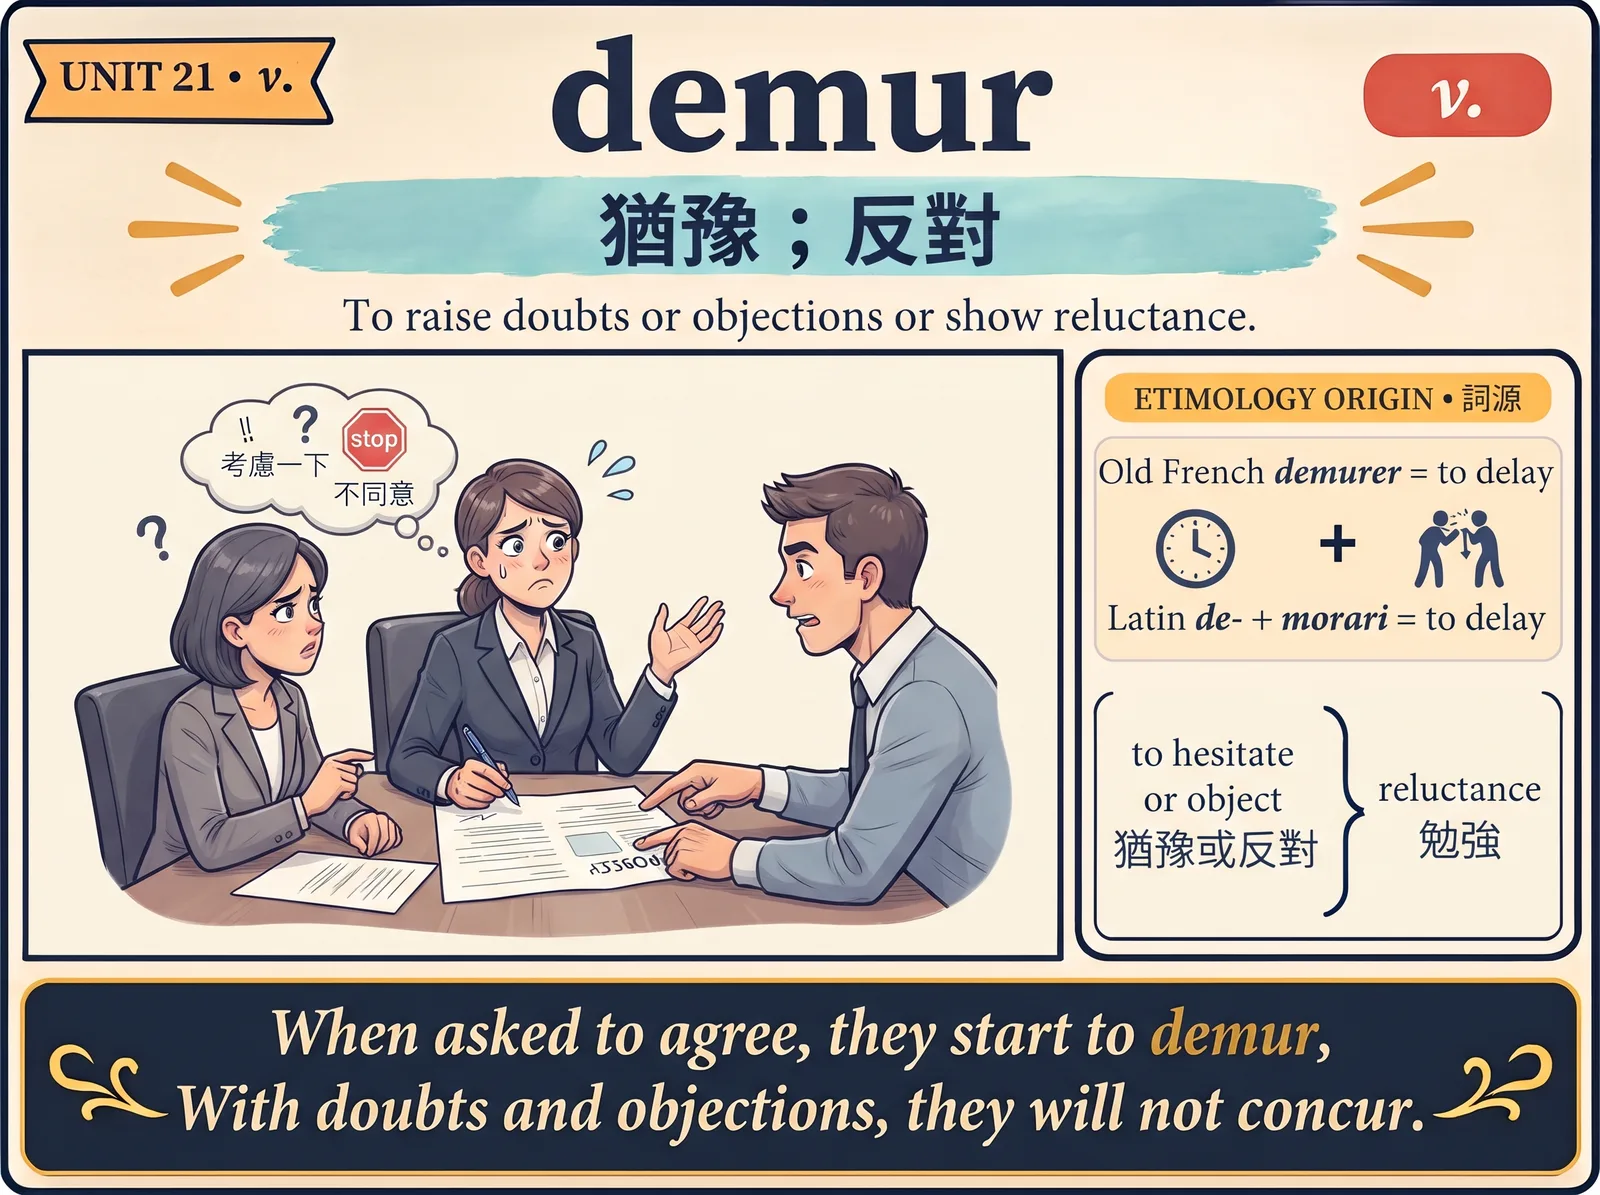 UNIT 21 • v.
demur
v.
猶豫；反對
To raise doubts or objections or show reluctance.
!! ? stop
考慮一下
不同意
?
ETIMOLOGY ORIGIN • 詞源
Old French demurer = to delay
+
Latin de- + morari = to delay
to hesitate
or object
猶豫或反對
reluctance
勉強
When asked to agree, they start to demur,
With doubts and objections, they will not concur.